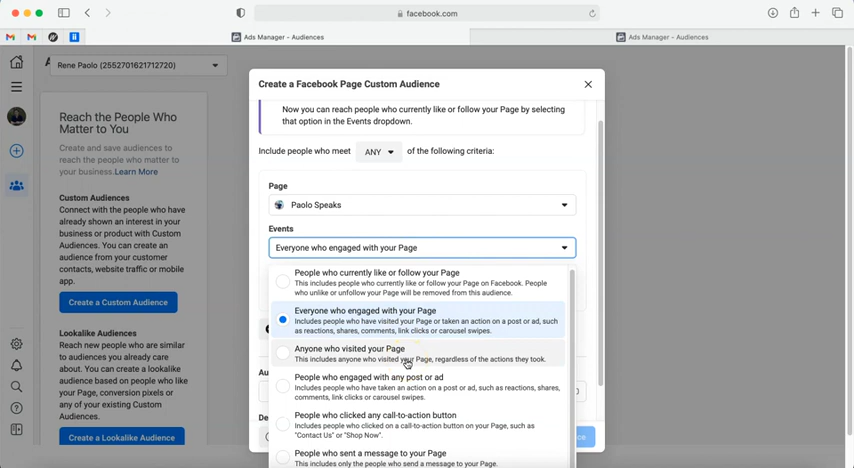 facebook.com
Ads Manager - Audiences
Ads Manager - Audiences
Rene Paolo (2552701621712720)
Reach the People Who
Matter to You
Create and save audiences to
reach the people who matter to
your business. Learn More
Custom Audiences
Connect with the people who have
already shown an interest in your
business or product with Custom
Audiences. You can create an
audience from your customer
contacts, website traffic or mobile
app.
Create a Custom Audience
Lookalike Audiences
Reach new people who are similar
to audiences you already care
about. You can create a lookalike
audience based on people who like
your Page, conversion pixels or
any of your existing Custom
Audiences.
Create a Lookalike Audience
Create a Facebook Page Custom Audience
Now you can reach people who currently like or follow your Page by selecting
that option in the Events dropdown.
Include people who meet ANY of the following criteria:
Page
Paolo Speaks
Events
Everyone who engaged with your Page
People who currently like or follow your Page
This includes people who currently like or follow your Page on Facebook. People
who unlike or unfollow your Page will be removed from this audience.
Everyone who engaged with your Page
Includes people who have visited your Page or taken an action on a post or ad, such
as reactions, shares, comments, link clicks or carousel swipes.
Anyone who visited your Page
This includes anyone who visited your Page, regardless of the actions they took.
People who engaged with any post or ad
Includes people who have taken an action on a post or ad, such as reactions, shares,
comments, link clicks or carousel swipes.
People who clicked any call-to-action button
Includes people who clicked on a call-to-action button on your Page, such as
"Contact Us" or "Shop Now".
People who sent a message to your Page
This includes only the people who send a message to your Page.
Au
De